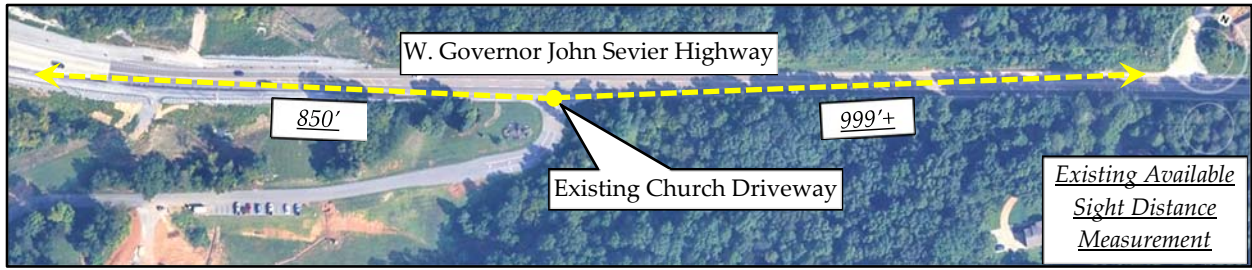 W. Governor John Sevier Highway
850'
999'+
Existing Church Driveway
Existing Available
Sight Distance
Measurement
N